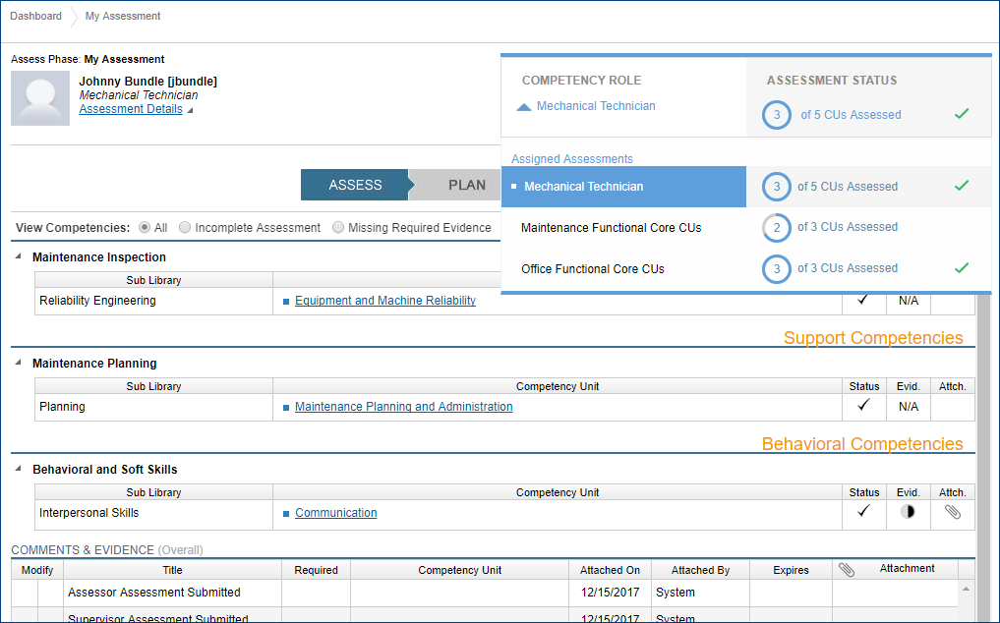 Dashboard My Assessment
Assess Phase: My Assessment
Johnny Bundle [jbundle]
Mechanical Technician
Assessment Details
COMPETENCY ROLE ASSESSMENT STATUS
Mechanical Technician 3 of 5 CUs Assessed
Assigned Assessments
Mechanical Technician 3 of 5 CUs Assessed
Maintenance Functional Core CUs 2 of 3 CUs Assessed
Office Functional Core CUs 3 of 3 CUs Assessed
ASSESS PLAN
View Competencies: All Incomplete Assessment Missing Required Evidence
Maintenance Inspection
Sub Library
Reliability Engineering Equipment and Machine Reliability N/A
Support Competencies
Maintenance Planning
Sub Library Competency Unit Status Evid. Attch.
Planning Maintenance Planning and Administration N/A
Behavioral Competencies
Behavioral and Soft Skills
Sub Library Competency Unit Status Evid. Attch.
Interpersonal Skills Communication
COMMENTS & EVIDENCE (Overall)
Modify Title Required Competency Unit Attached On Attached By Expires Attachment
Assessor Assessment Submitted 12/15/2017 System
Supervisor Assessment Submitted 12/15/2017 System